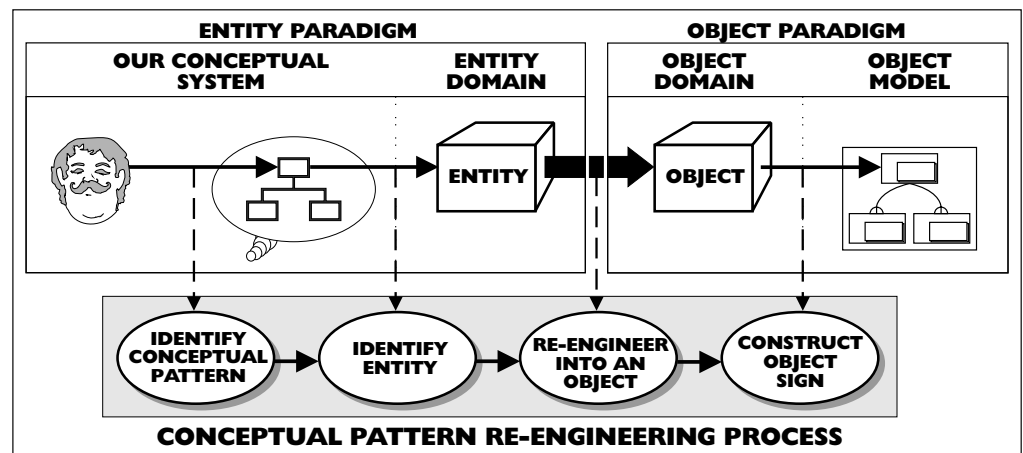 ENTITY PARADIGM
OBJECT PARADIGM
OUR CONCEPTUAL
SYSTEM
ENTITY
DOMAIN
OBJECT
DOMAIN
OBJECT
MODEL
ENTITY
OBJECT
IDENTIFY
CONCEPTUAL
PATTERN
IDENTIFY
ENTITY
RE-ENGINEER
INTO AN
OBJECT
CONSTRUCT
OBJECT
SIGN
CONCEPTUAL PATTERN RE-ENGINEERING PROCESS